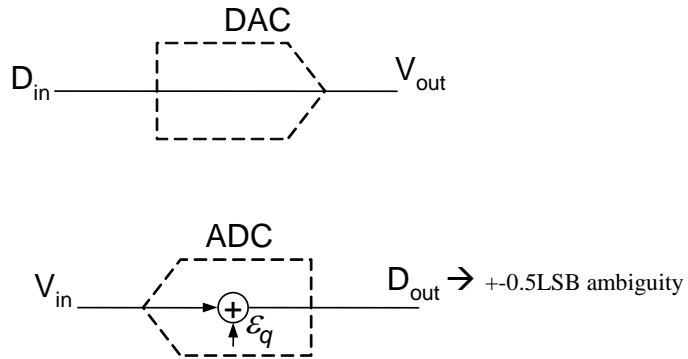 DAC
D_in
V_out
ADC
V_in
+
ε_q
D_out → +-0.5LSB ambiguity